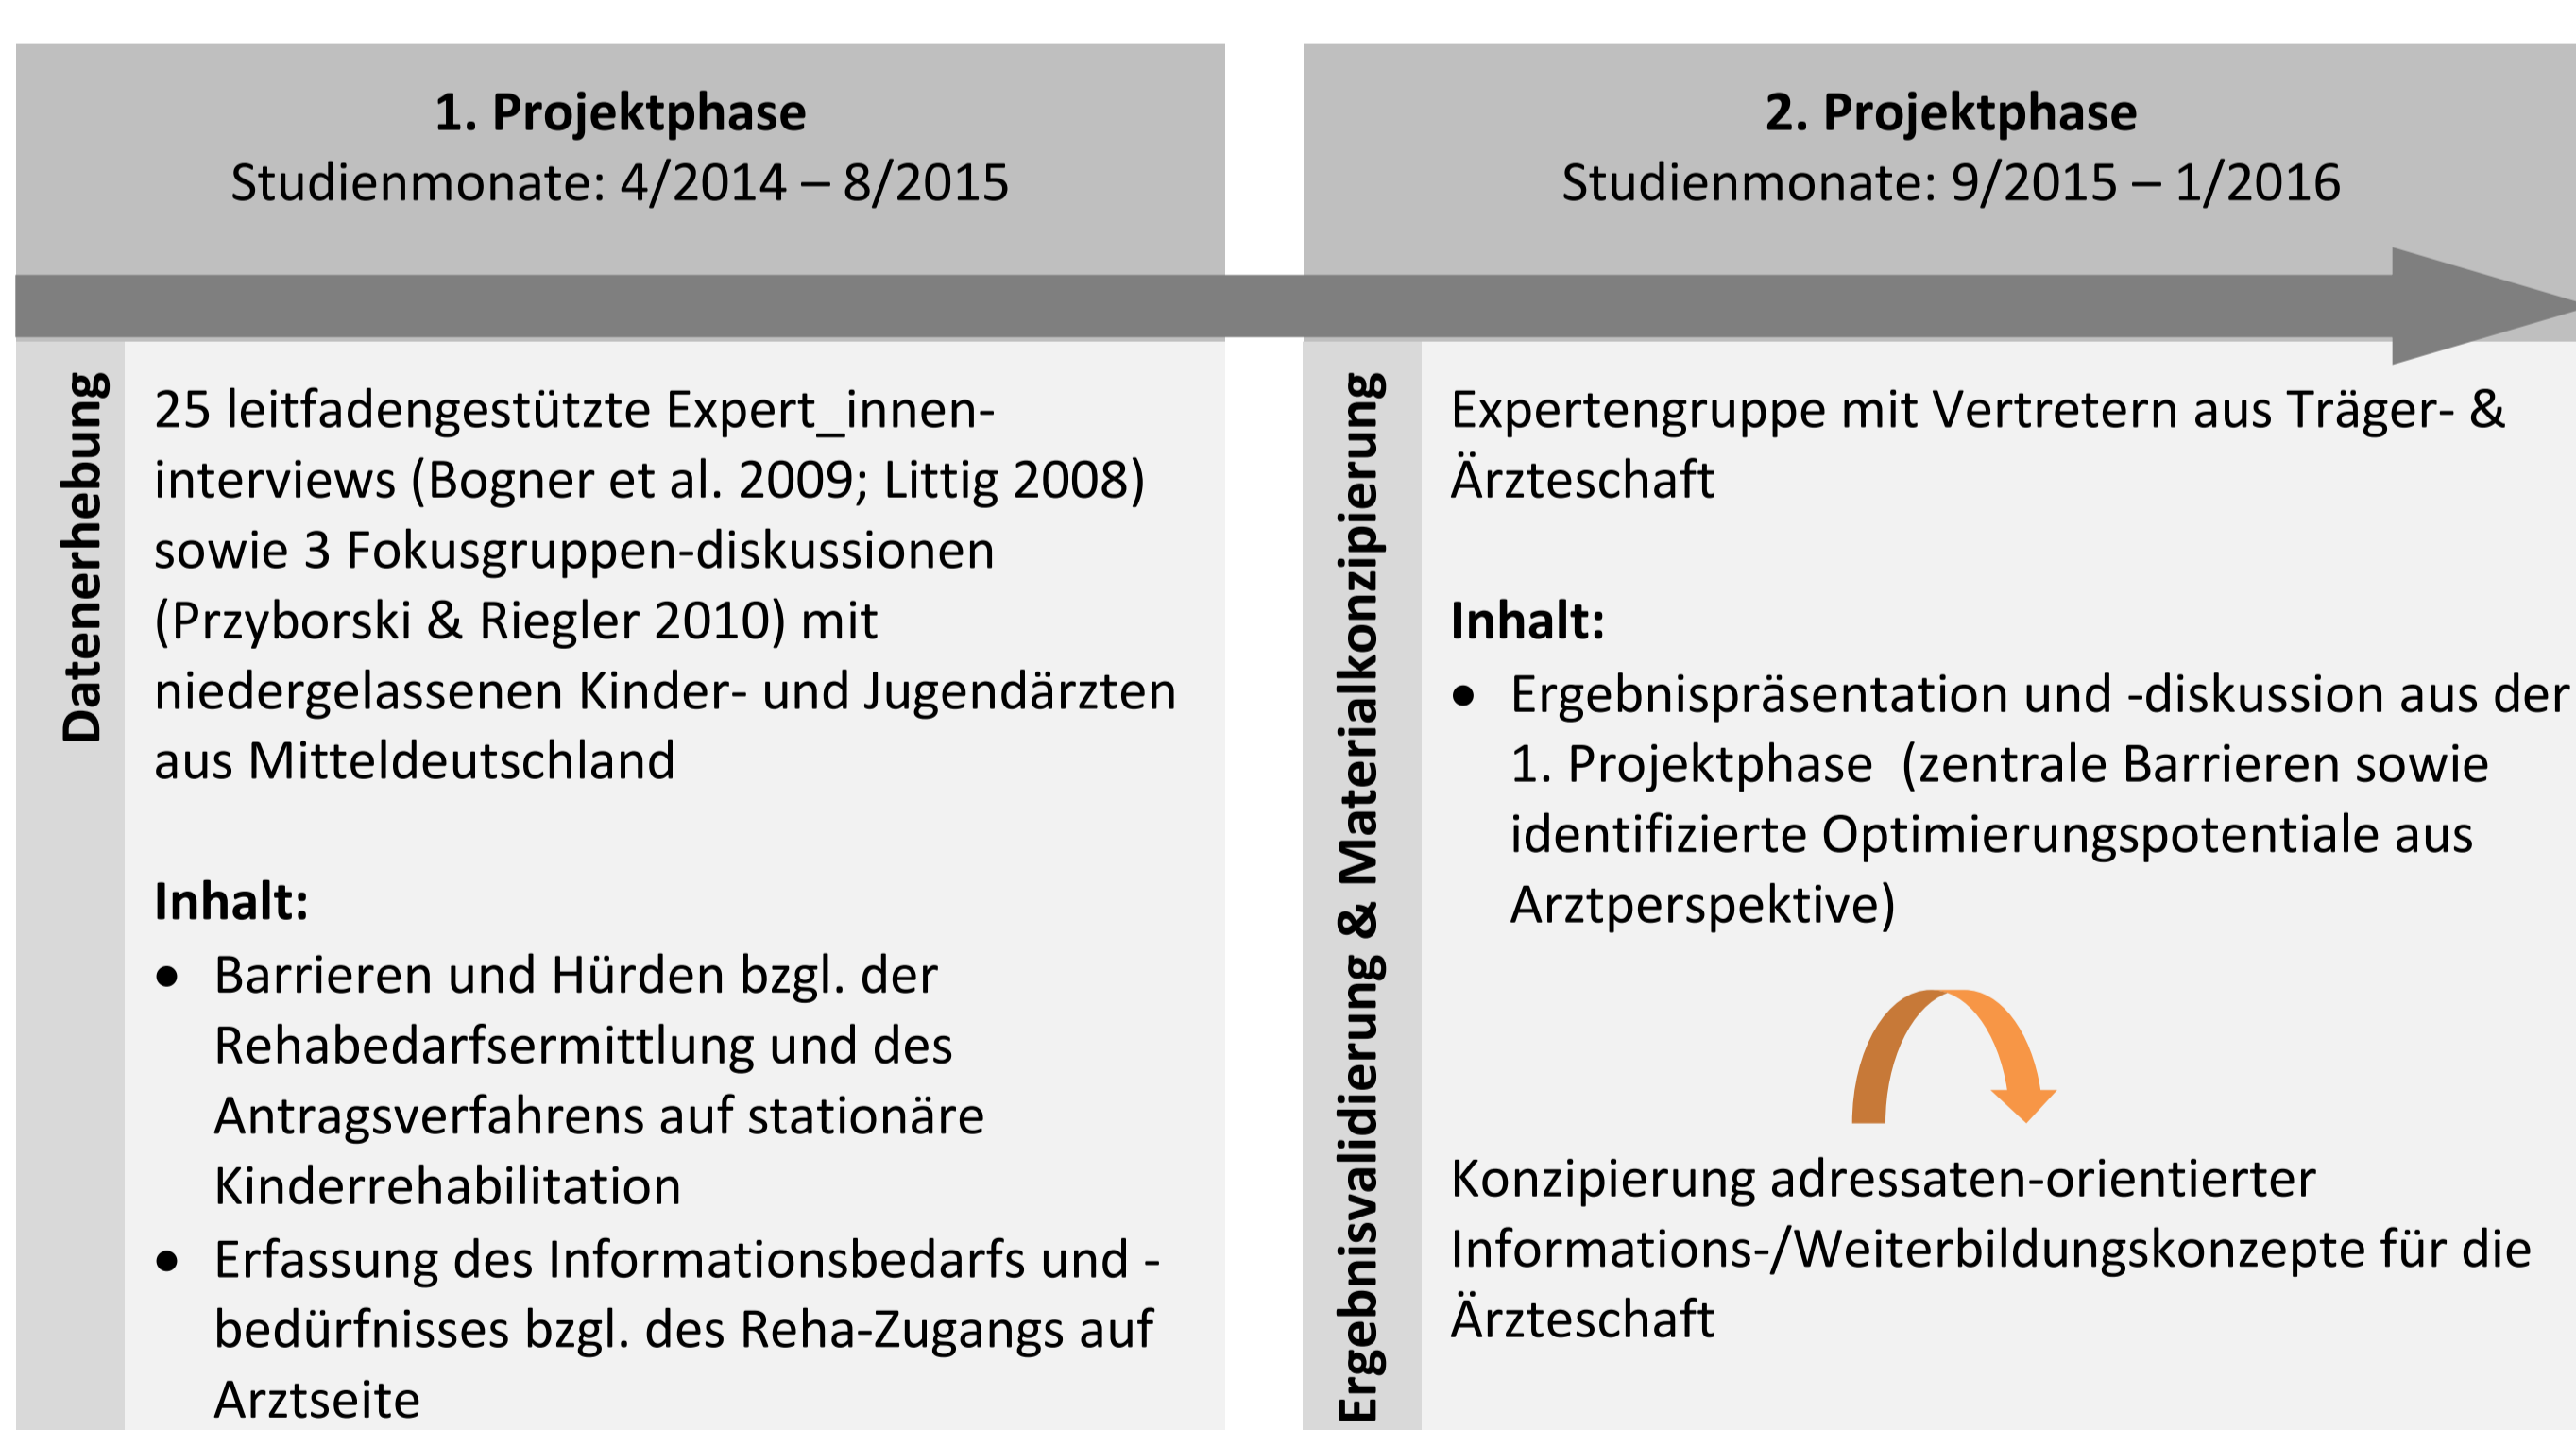 1. Projektphase
Studienmonate: 4/2014 – 8/2015
Datenerhebung
25 leitfadengestützte Expert_innen-
interviews (Bogner et al. 2009; Littig 2008)
sowie 3 Fokusgruppen-diskussionen
(Przyborski & Riegler 2010) mit
niedergelassenen Kinder- und Jugendärzten
aus Mitteldeutschland
Inhalt:
• Barrieren und Hürden bzgl. der
Rehabedarfsermittlung und des
Antragsverfahrens auf stationäre
Kinderrehabilitation
• Erfassung des Informationsbedarfs und -
bedürfnisses bzgl. des Reha-Zugangs auf
Arztseite
2. Projektphase
Studienmonate: 9/2015 – 1/2016
Ergebnisvalidierung & Materialkonzipierung
Expertengruppe mit Vertretern aus Träger- &
Ärzteschaft
Inhalt:
• Ergebnispräsentation und -diskussion aus der
1. Projektphase (zentrale Barrieren sowie
identifizierte Optimierungspotentiale aus
Arztperspektive)
Konzipierung adressaten-orientierter
Informations-/Weiterbildungskonzepte für die
Ärzteschaft